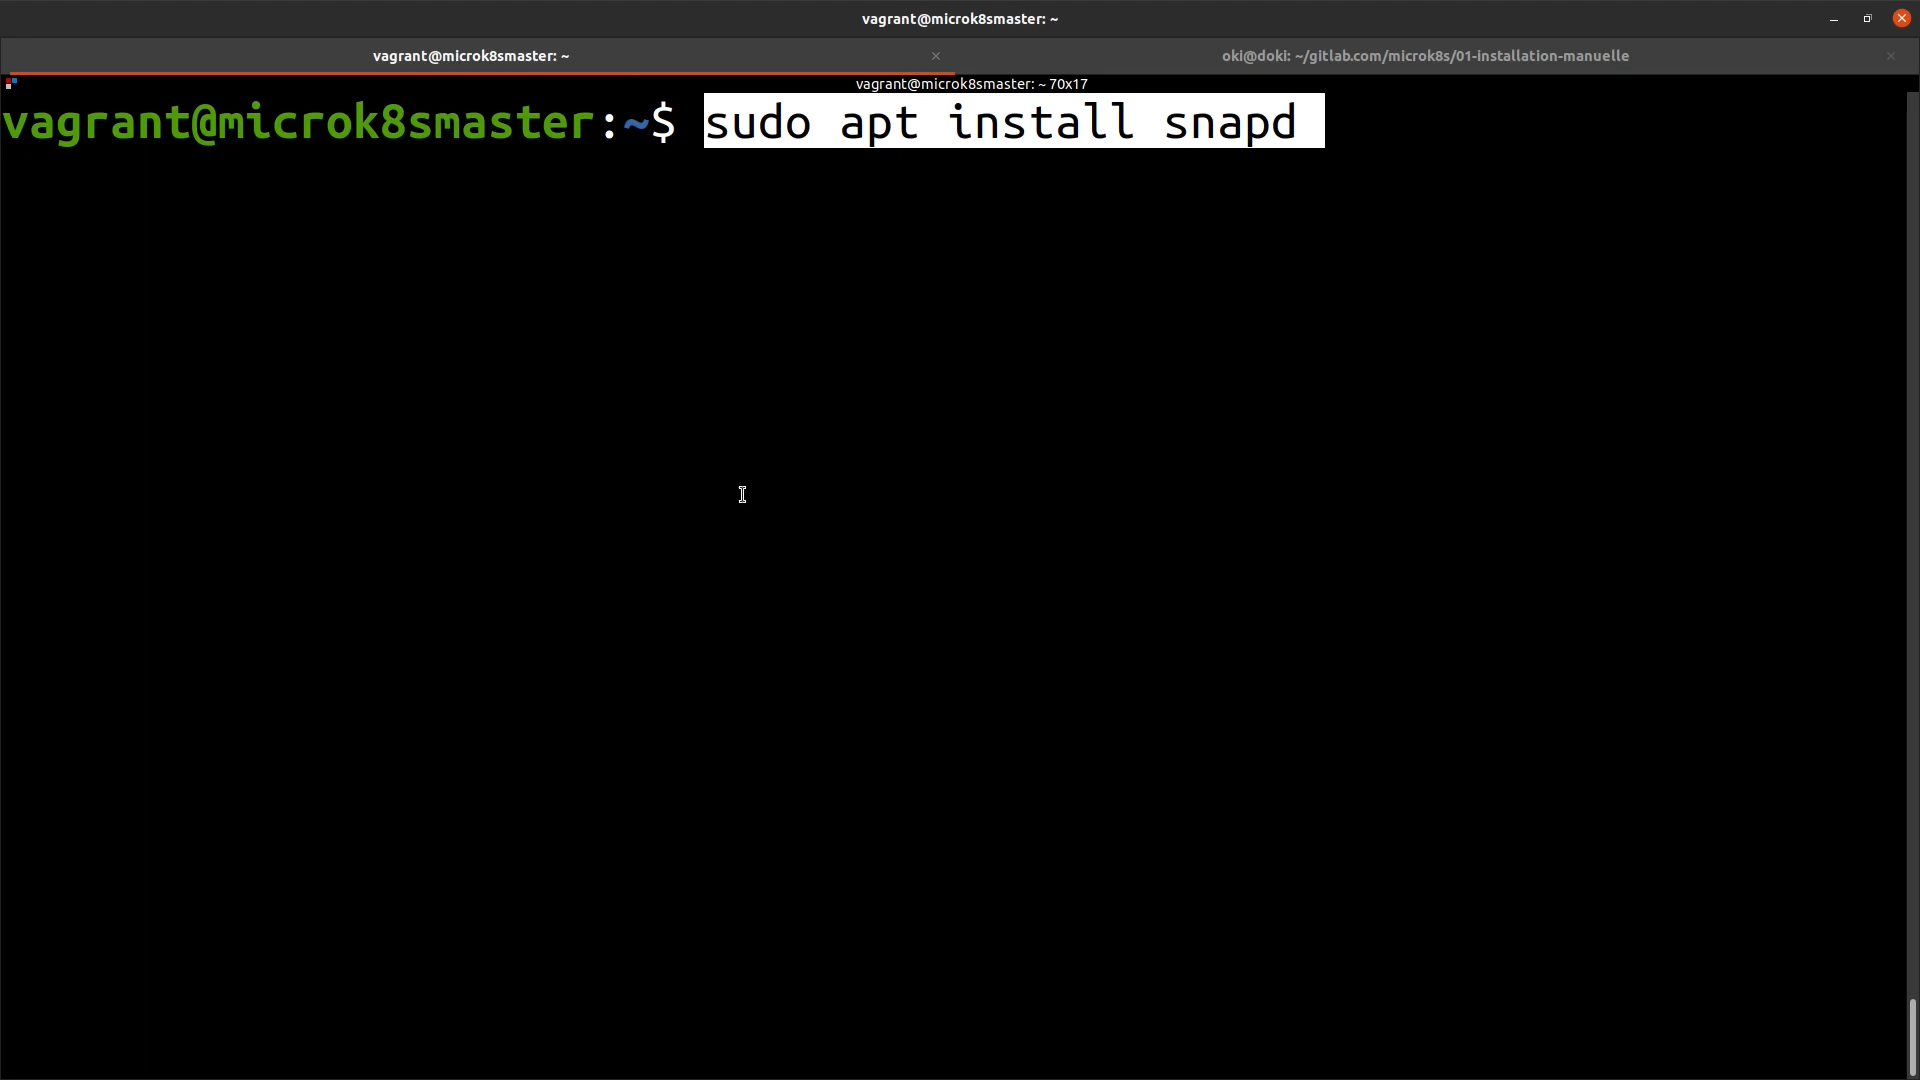 vagrant@microk8smaster: ~
vagrant@microk8smaster: ~
oki@doki: ~/gitlab.com/microk8s/01-installation-manuelle
vagrant@microk8smaster: ~ 70x17
vagrant@microk8smaster:~$ sudo apt install snapd